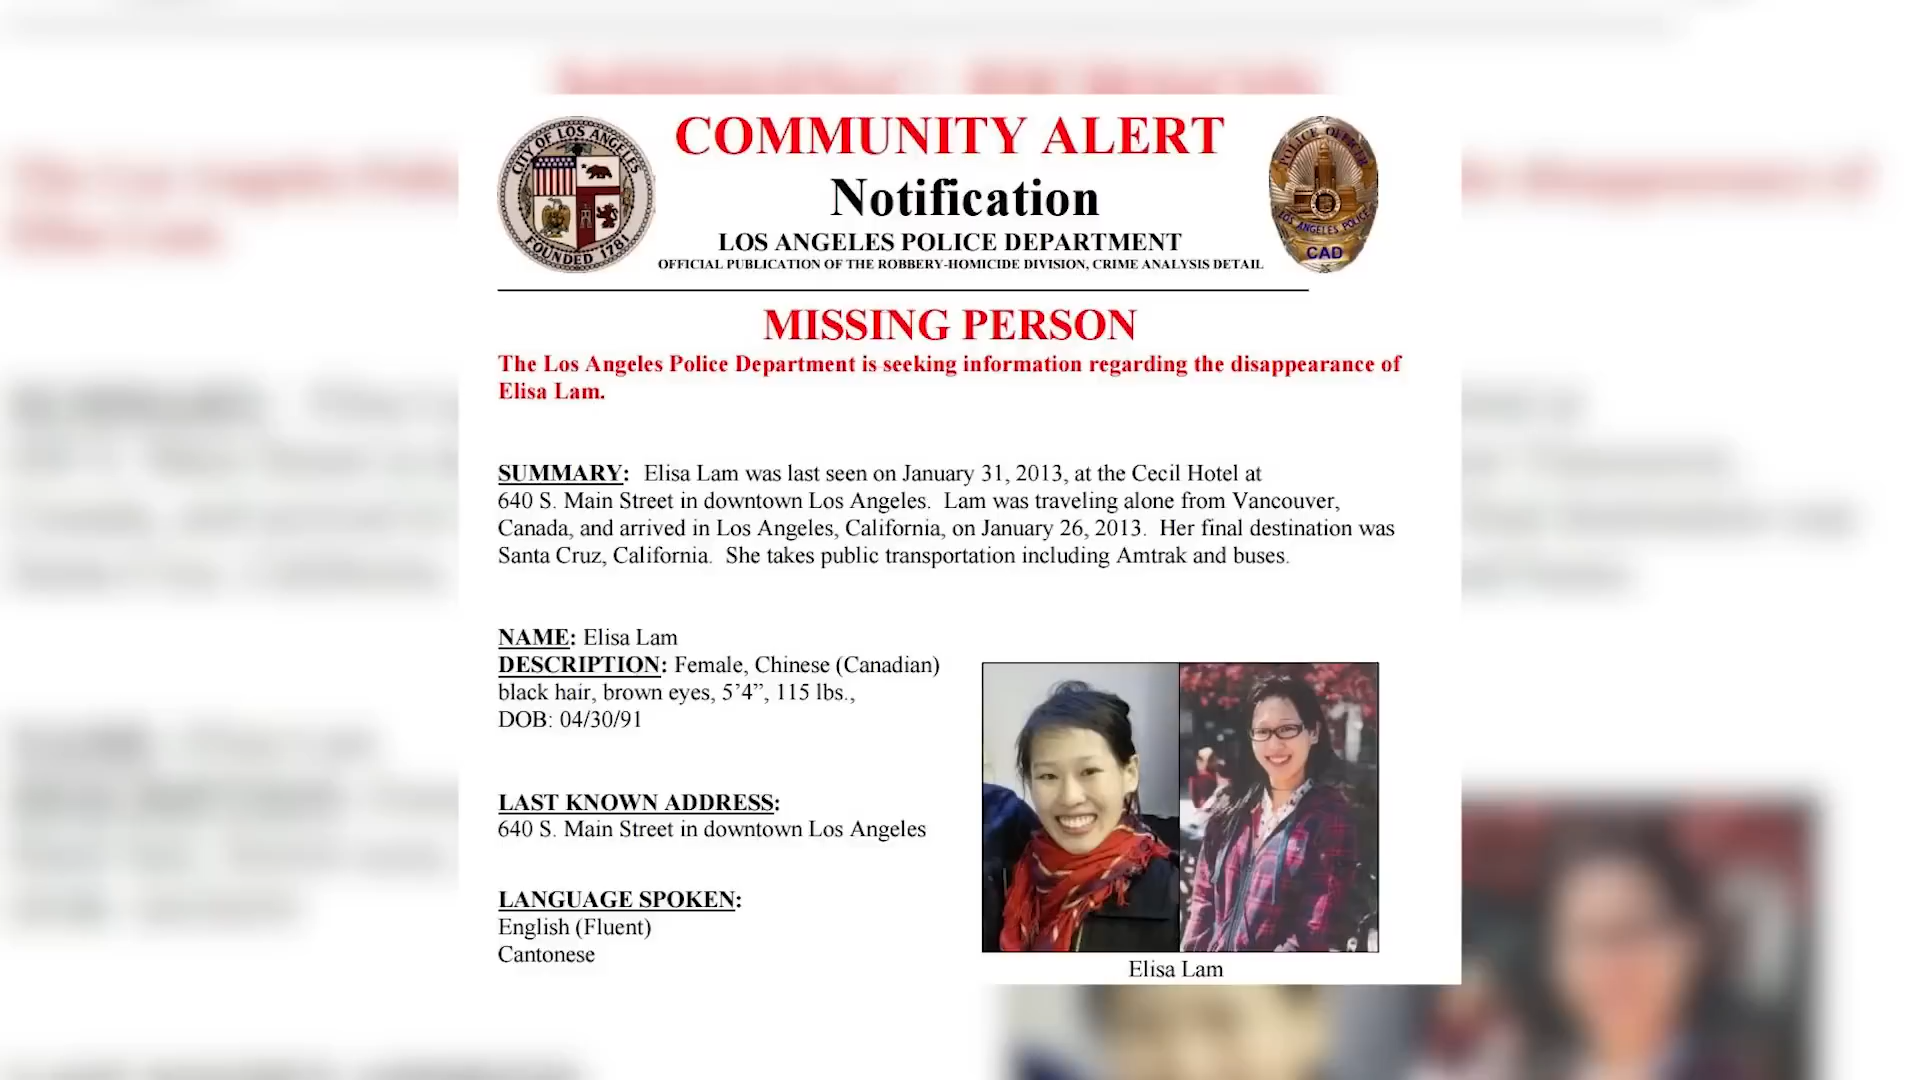 COMMUNITY ALERT
Notification
LOS ANGELES POLICE DEPARTMENT
OFFICIAL PUBLICATION OF THE ROBBERY-HOMICIDE DIVISION, CRIME ANALYSIS DETAIL
CITY OF LOS ANGELES
FOUNDED 1781
POLICE OFFICER
LOS ANGELES POLICE
CAD
MISSING PERSON
The Los Angeles Police Department is seeking information regarding the disappearance of
Elisa Lam.
SUMMARY: Elisa Lam was last seen on January 31, 2013, at the Cecil Hotel at
640 S. Main Street in downtown Los Angeles. Lam was traveling alone from Vancouver,
Canada, and arrived in Los Angeles, California, on January 26, 2013. Her final destination was
Santa Cruz, California. She takes public transportation including Amtrak and buses.
NAME: Elisa Lam
DESCRIPTION: Female, Chinese (Canadian)
black hair, brown eyes, 5’4”, 115 lbs.,
DOB: 04/30/91
LAST KNOWN ADDRESS:
640 S. Main Street in downtown Los Angeles
LANGUAGE SPOKEN:
English (Fluent)
Cantonese
Elisa Lam